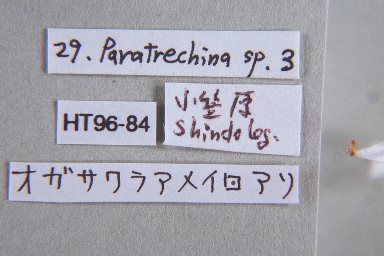 29. Paratrechina sp. 3
HT96-84
小笠原
Shindo leg.
オガサワラアメイロアリ